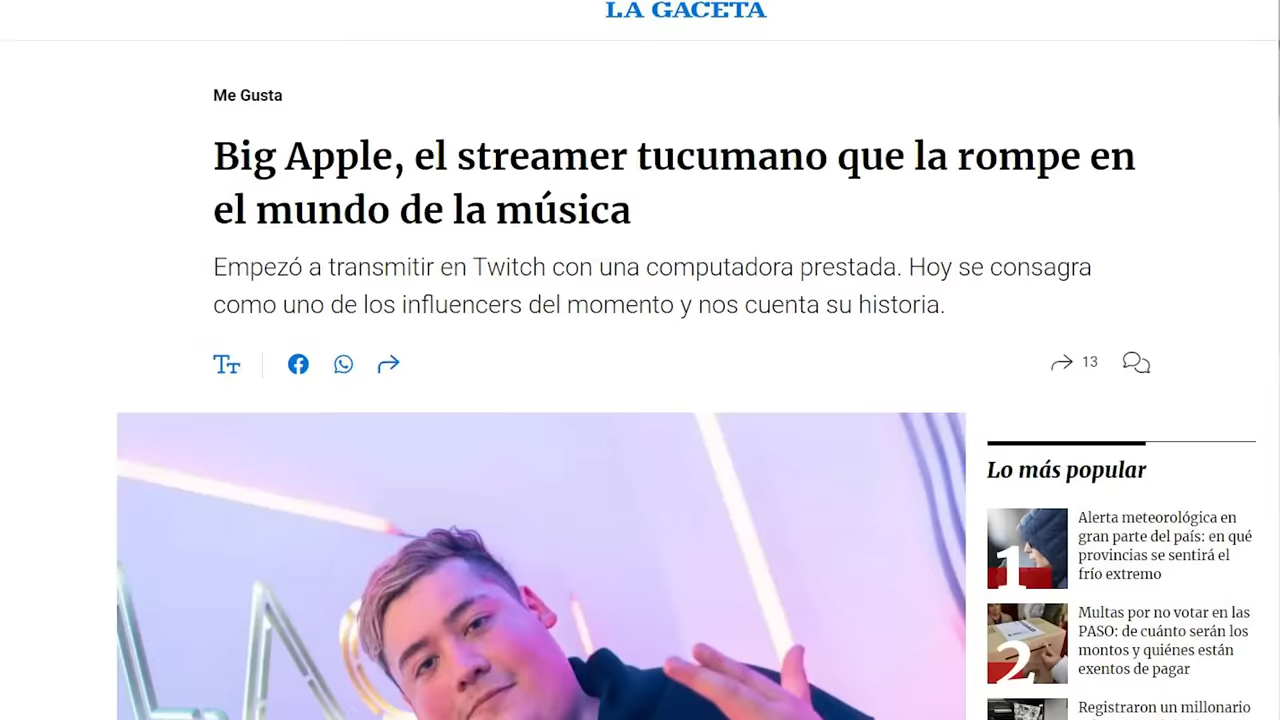 LA GACETA
Me Gusta
Big Apple, el streamer tucumano que la rompe en
el mundo de la música
Empezó a transmitir en Twitch con una computadora prestada. Hoy se consagra
como uno de los influencers del momento y nos cuenta su historia.
TT
13
Lo más popular
1
Alerta meteorológica en
gran parte del país: en qué
provincias se sentirá el
frío extremo
2
Multas por no votar en las
PASO: de cuánto serán los
montos y quiénes están
exentos de pagar
Registraron un millonario